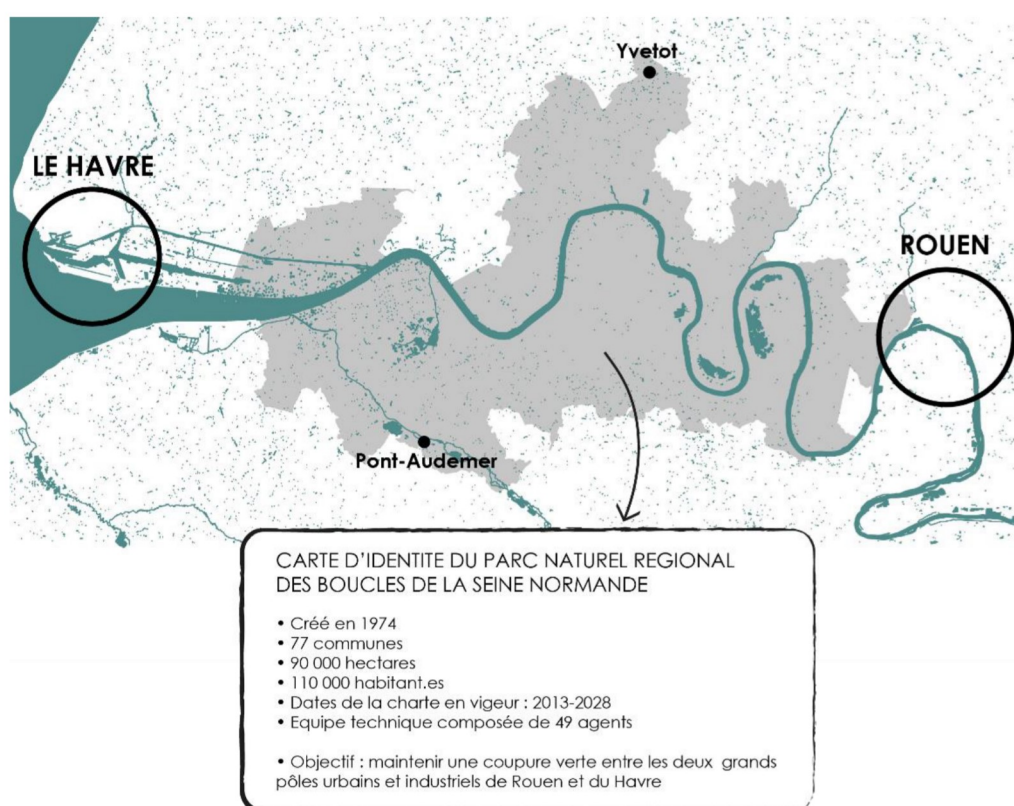 Yvetot
LE HAVRE
ROUEN
Pont-Audemer
CARTE D'IDENTITE DU PARC NATUREL REGIONAL
DES BOUCLES DE LA SEINE NORMANDE
• Créé en 1974
• 77 communes
• 90 000 hectares
• 110 000 habitant.es
• Dates de la charte en vigeur : 2013-2028
• Equipe technique composée de 49 agents
• Objectif : maintenir une coupure verte entre les deux grands
pôles urbains et industriels de Rouen et du Havre